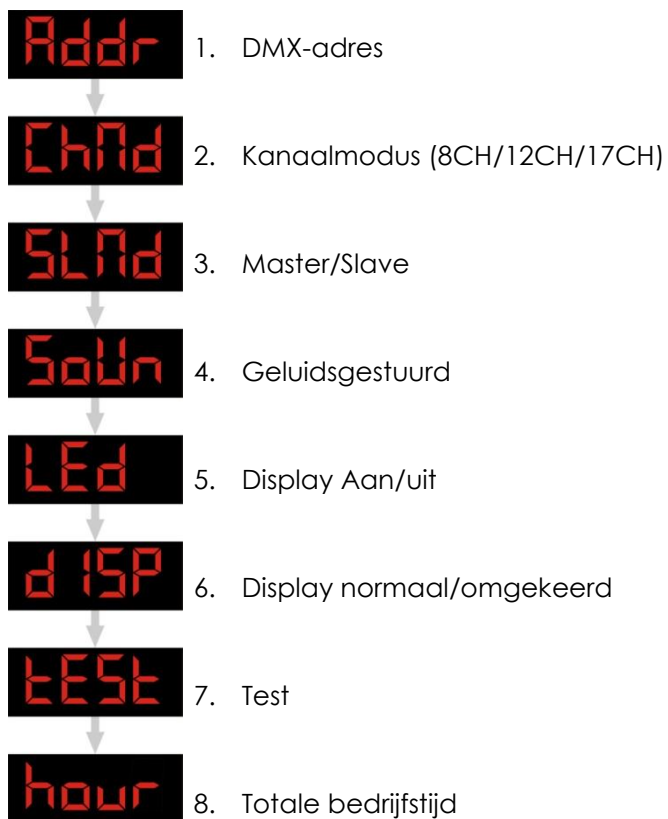 Addr 1. DMX-adres
ChMd 2. Kanaalmodus (8CH/12CH/17CH)
SLMd 3. Master/Slave
SoUn 4. Geluidsgestuurd
LEd 5. Display Aan/uit
dISP 6. Display normaal/omgekeerd
tESt 7. Test
hour 8. Totale bedrijfstijd